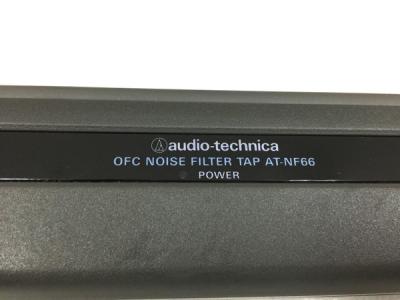 audio-technica
OFC NOISE FILTER TAP AT-NF66
POWER